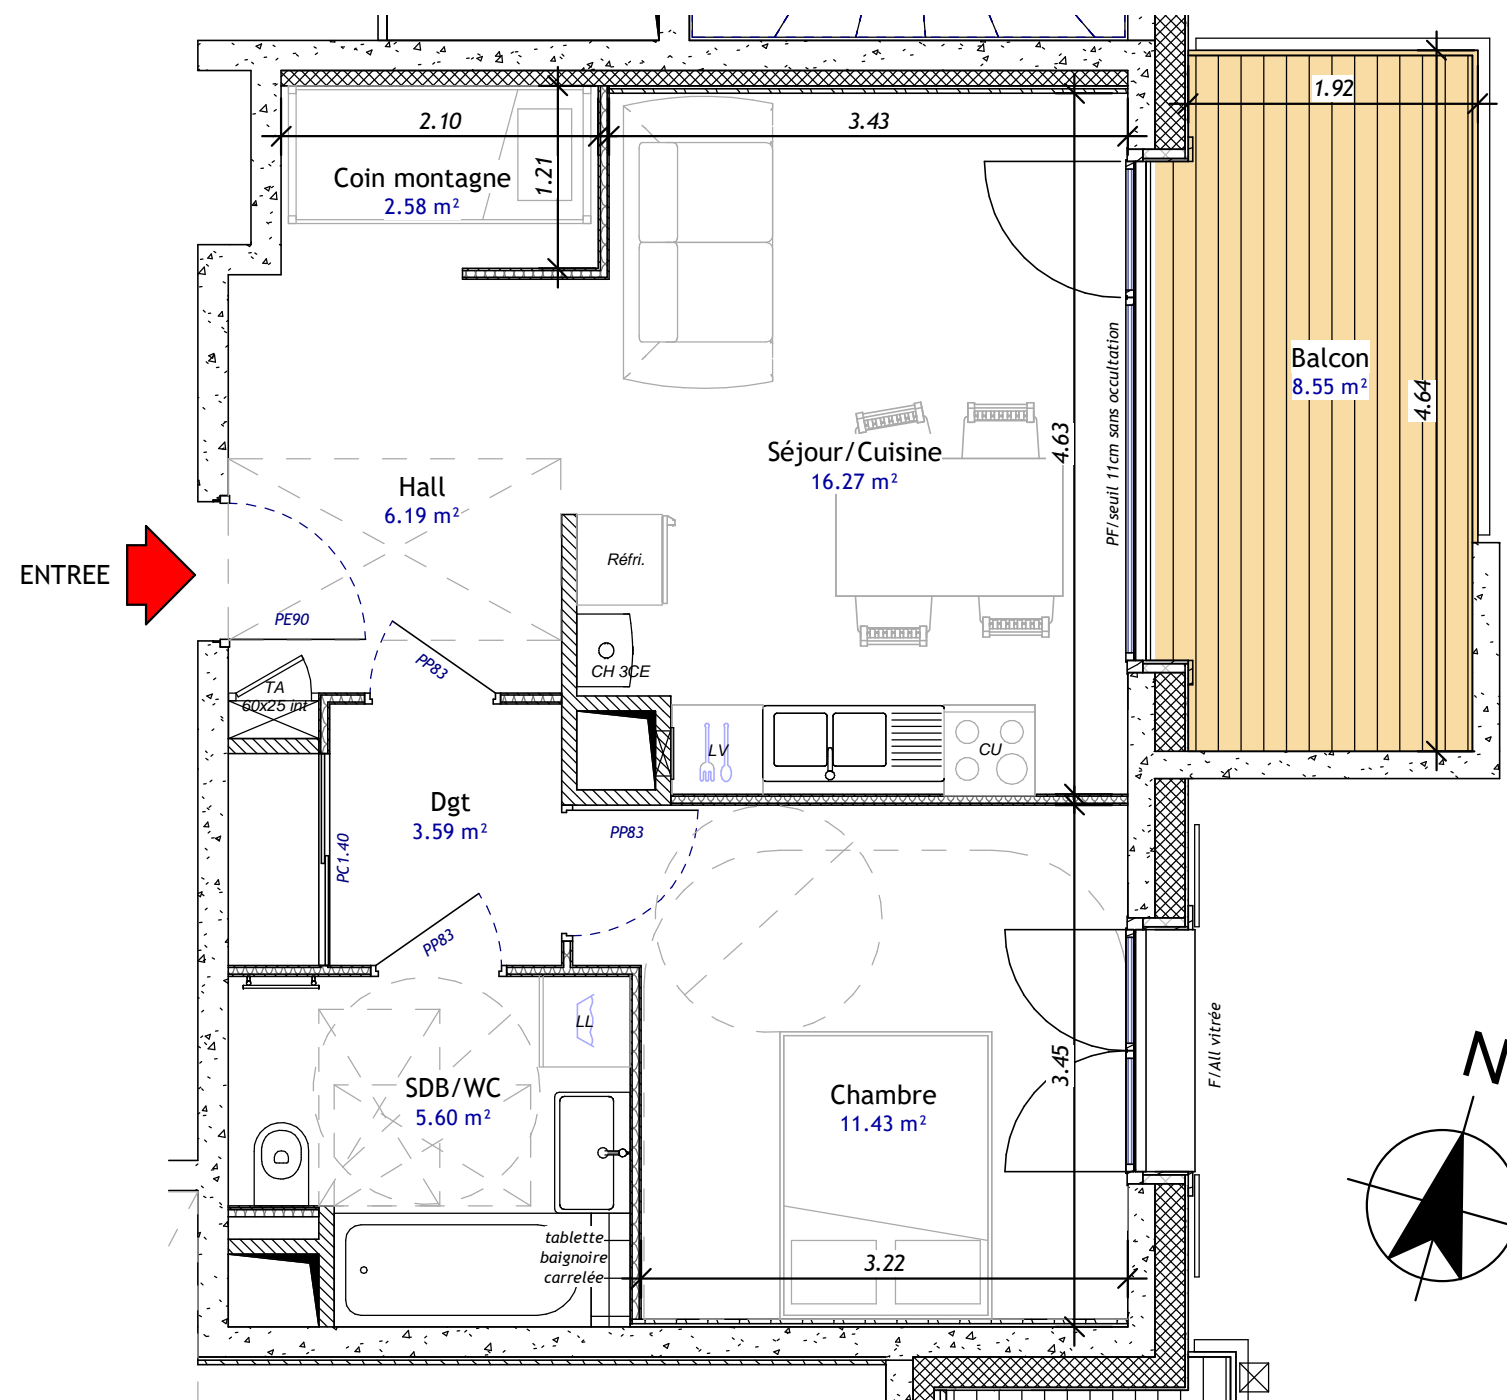 1.92
2.10
3.43
1.21
Coin montagne
2.58 m²
PF/seuil 11cm sans occultation
Balcon
8.55 m²
4.64
4.63
Séjour/Cuisine
16.27 m²
Hall
6.19 m²
ENTREE
Réfri.
PE90
PP83
CH 3CE
TA
60x25 int
LV
CU
Dgt
3.59 m²
PC1.40
PP83
PP83
LL
F/All vitrée
3.45
N
SDB/WC
5.60 m²
Chambre
11.43 m²
tablette
baignoire
carrelée
3.22